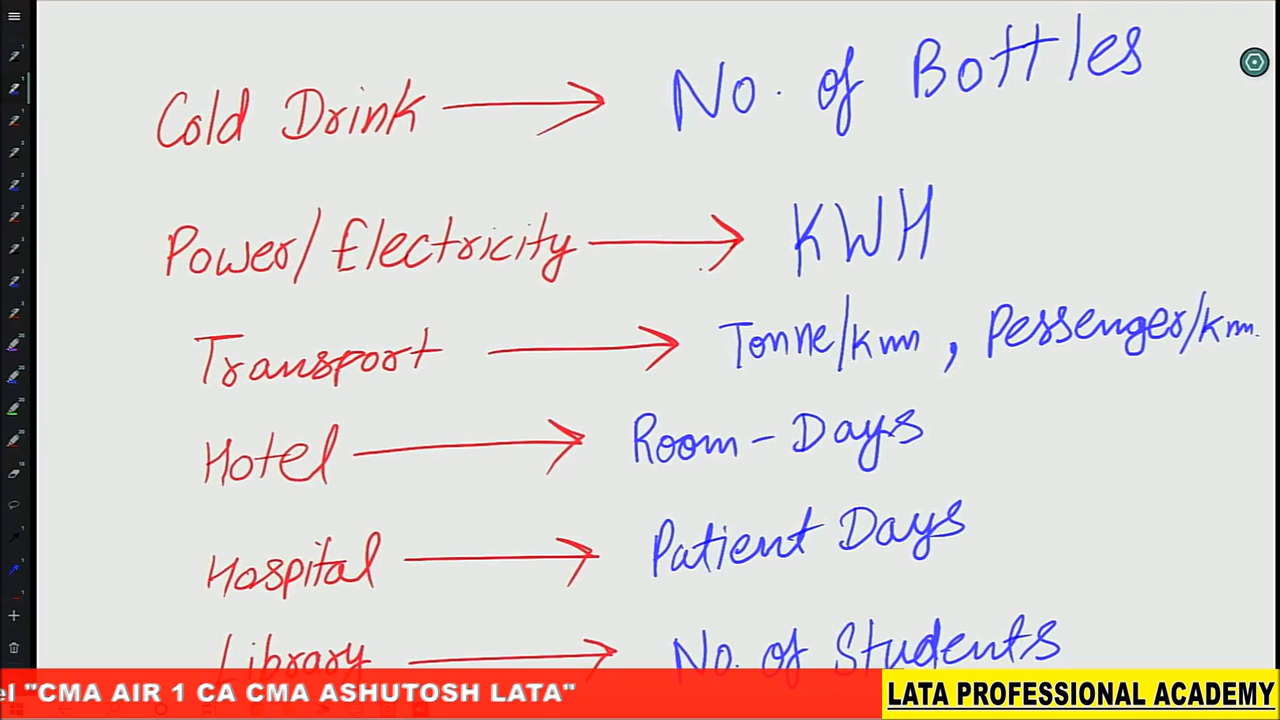 Cold Drink → No. of Bottles
Power/Electricity → KWH
Transport → Tonne/km, Pessenger/km.
Hotel → Room-Days
Hospital → Patient Days
Library → No. of Students
"CMA AIR 1 CA CMA ASHUTOSH LATA"
LATA PROFESSIONAL ACADEMY